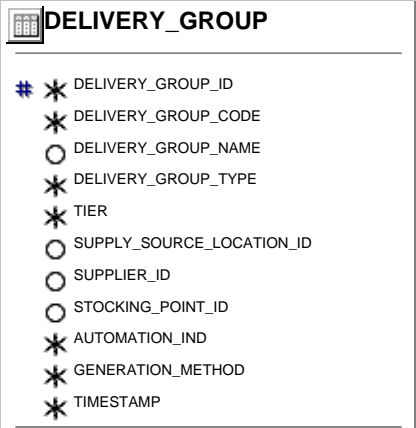 DELIVERY_GROUP
# * DELIVERY_GROUP_ID
* DELIVERY_GROUP_CODE
O DELIVERY_GROUP_NAME
* DELIVERY_GROUP_TYPE
* TIER
O SUPPLY_SOURCE_LOCATION_ID
O SUPPLIER_ID
O STOCKING_POINT_ID
* AUTOMATION_IND
* GENERATION_METHOD
* TIMESTAMP